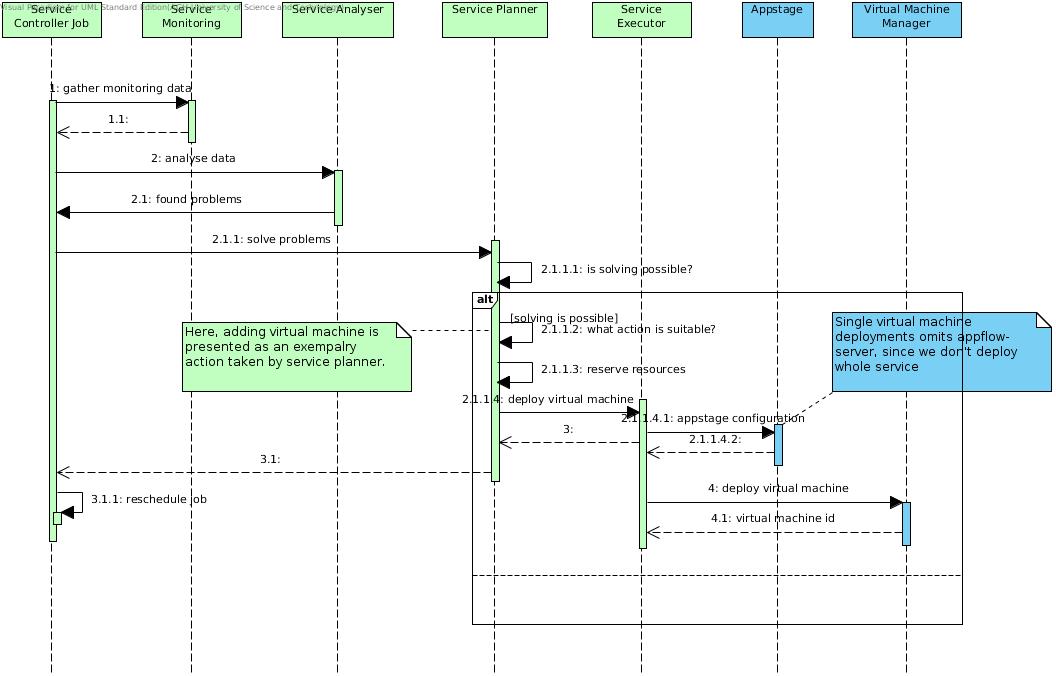 Visual Paradigm for UML Standard Edition(AGH University of Science and
Service
Controller Job
Service
Monitoring
Service Analyser
Service Planner
Service
Executor
Appstage
Virtual Machine
Manager
1: gather monitoring data
1.1:
2: analyse data
2.1: found problems
2.1.1: solve problems
2.1.1.1: is solving possible?
alt
[solving is possible]
2.1.1.2: what action is suitable?
Here, adding virtual machine is
presented as an exempalry
action taken by service planner.
Single virtual machine
deployments omits appflow-
server, since we don't deploy
whole service
2.1.1.3: reserve resources
2.1.1.4: deploy virtual machine
2.1.1.4.1: appstage configuration
3:
2.1.1.4.2:
3.1:
3.1.1: reschedule job
4: deploy virtual machine
4.1: virtual machine id